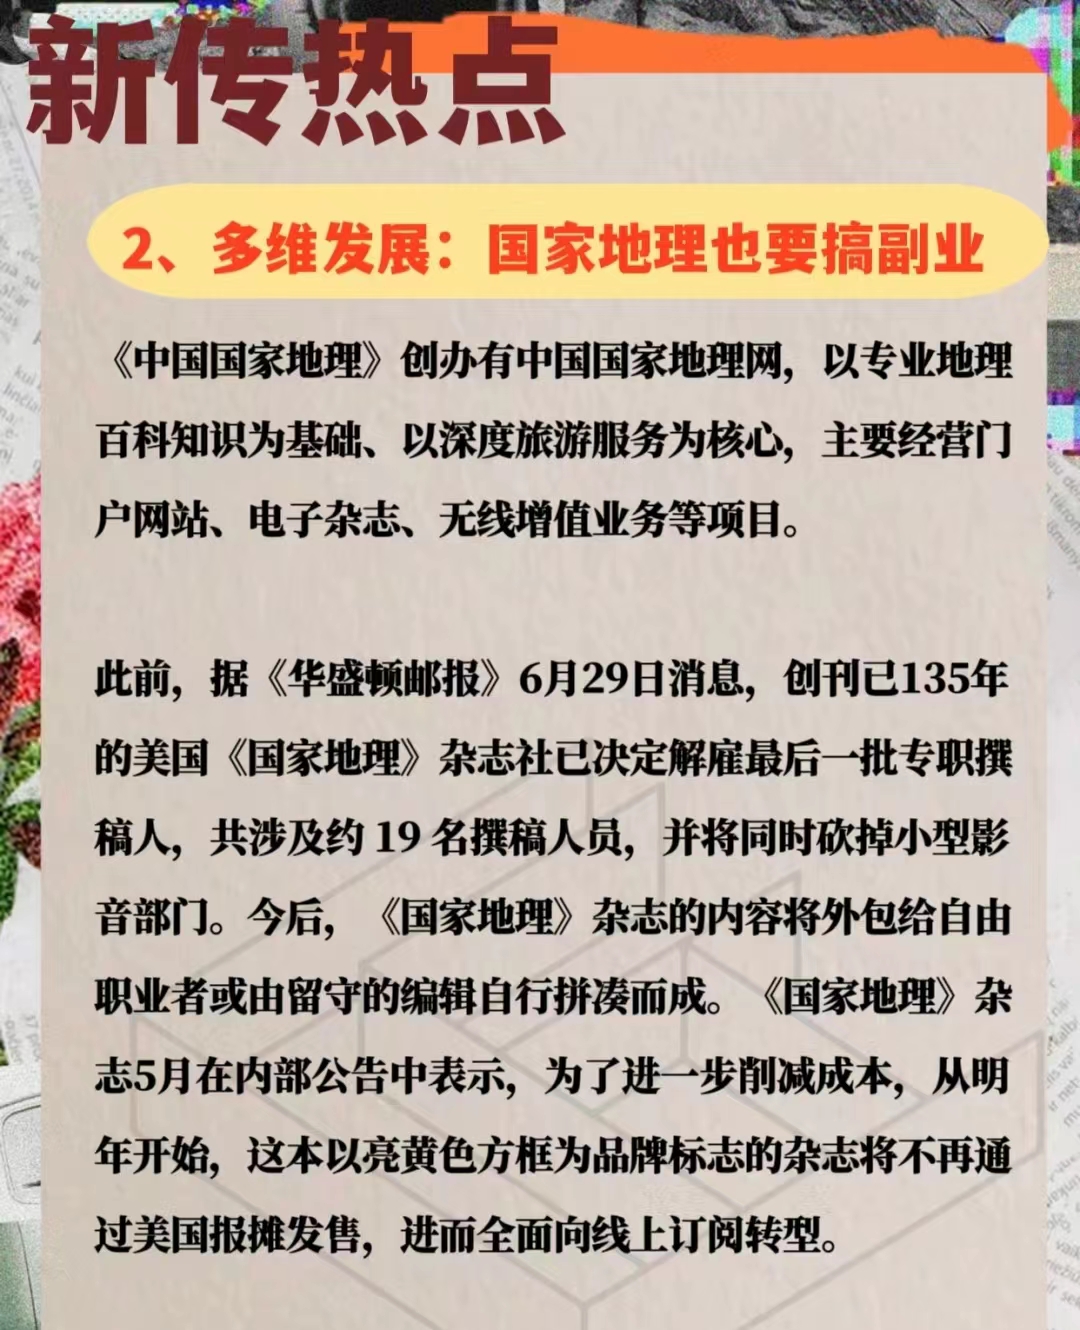 新传热点
2、多维发展：国家地理也要搞副业
《中国国家地理》创办有中国国家地理网，以专业地理
百科知识为基础、以深度旅游服务为核心，主要经营门
户网站、电子杂志、无线增值业务等项目。
此前，据《华盛顿邮报》6月29日消息，创刊已135年
的美国《国家地理》杂志社已决定解雇最后一批专职撰
稿人，共涉及约 19 名撰稿人员，并将同时砍掉小型影
音部门。今后，《国家地理》杂志的内容将外包给自由
职业者或由留守的编辑自行拼凑而成。《国家地理》杂
志5月在内部公告中表示，为了进一步削减成本，从明
年开始，这本以亮黄色方框为品牌标志的杂志将不再通
过美国报摊发售，进而全面向线上订阅转型。